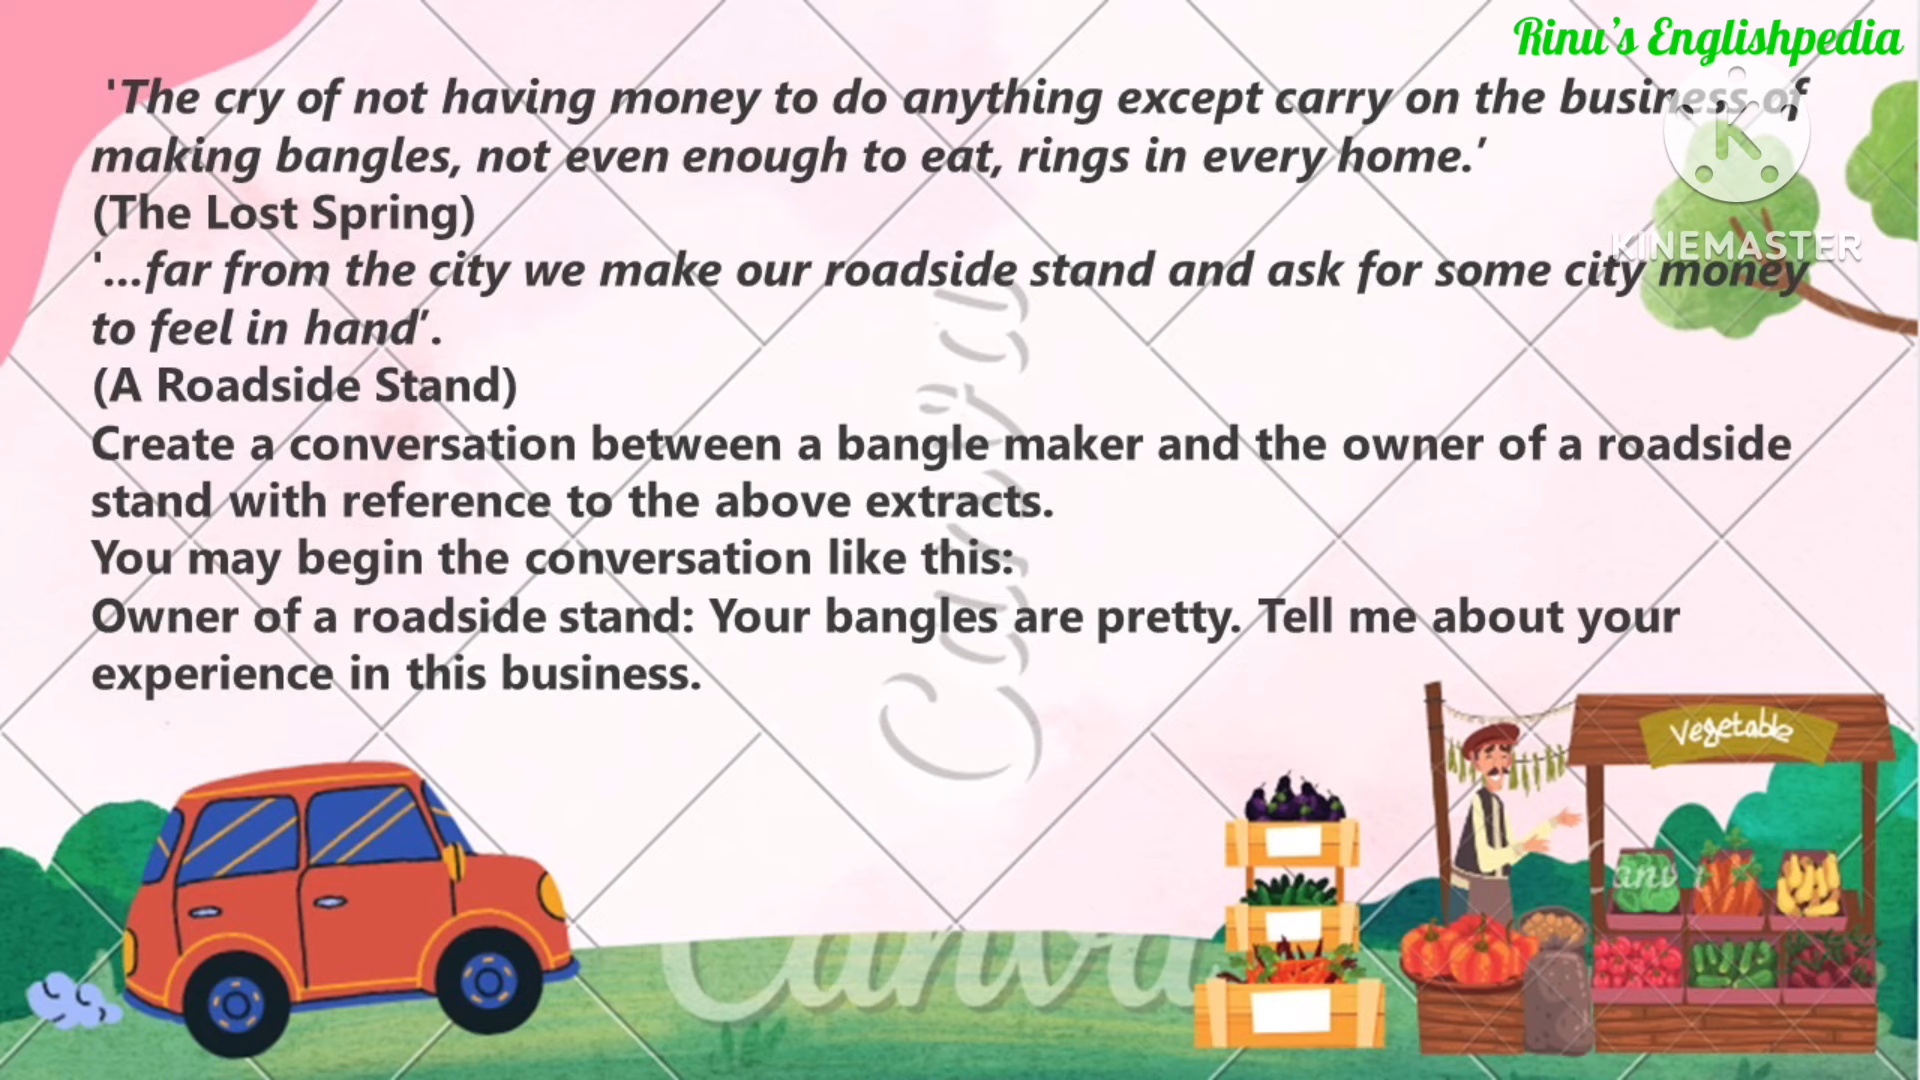 Rinu's Englishpedia
'The cry of not having money to do anything except carry on the business of
making bangles, not even enough to eat, rings in every home.'
(The Lost Spring)
'...far from the city we make our roadside stand and ask for some city money
to feel in hand'.
(A Roadside Stand)
Create a conversation between a bangle maker and the owner of a roadside
stand with reference to the above extracts.
You may begin the conversation like this:
Owner of a roadside stand: Your bangles are pretty. Tell me about your
experience in this business.
K
KINEMASTER
Canva
Vegetable
Canva